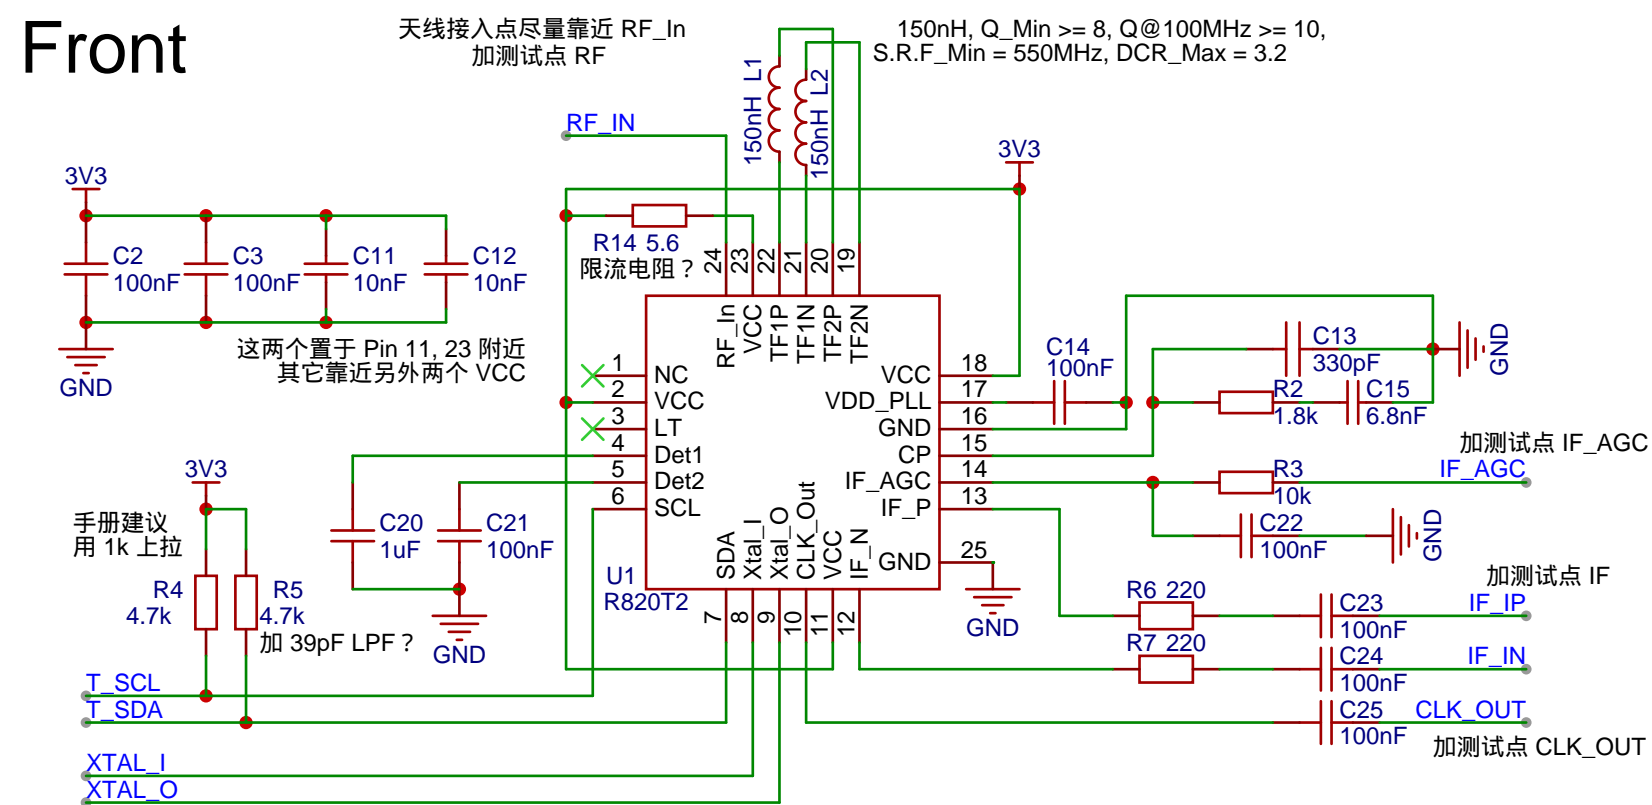 Front
天线接入点尽量靠近 RF_In
加测试点 RF
150nH, Q_Min >= 8, Q@100MHz >= 10,
S.R.F_Min = 550MHz, DCR_Max = 3.2
150nH L1
150nH L2
RF_IN
3V3
3V3
C2
100nF
C3
100nF
C11
10nF
C12
10nF
GND
这两个置于 Pin 11, 23 附近
其它靠近另外两个 VCC
R14 5.6
限流电阻？
24
23
22
21
20
19
RF_In
VCC
TF1P
TF1N
TF2P
TF2N
1
NC
2
VCC
3
LT
4
Det1
5
Det2
6
SCL
18
VCC
17
VDD_PLL
16
GND
15
CP
14
IF_AGC
13
IF_P
25
GND
SDA
Xtal_I
Xtal_O
CLK_Out
VCC
IF_N
7
8
9
10
11
12
U1
R820T2
GND
C14
100nF
C13
330pF
R2
1.8k
C15
6.8nF
GND
加测试点 IF_AGC
IF_AGC
R3
10k
C22
100nF
GND
3V3
手册建议
用 1k 上拉
R4
4.7k
R5
4.7k
加 39pF LPF？
C20
1uF
C21
100nF
GND
加测试点 IF
R6 220
C23
100nF
IF_IP
R7 220
C24
100nF
IF_IN
C25
100nF
CLK_OUT
加测试点 CLK_OUT
T_SCL
T_SDA
XTAL_I
XTAL_O